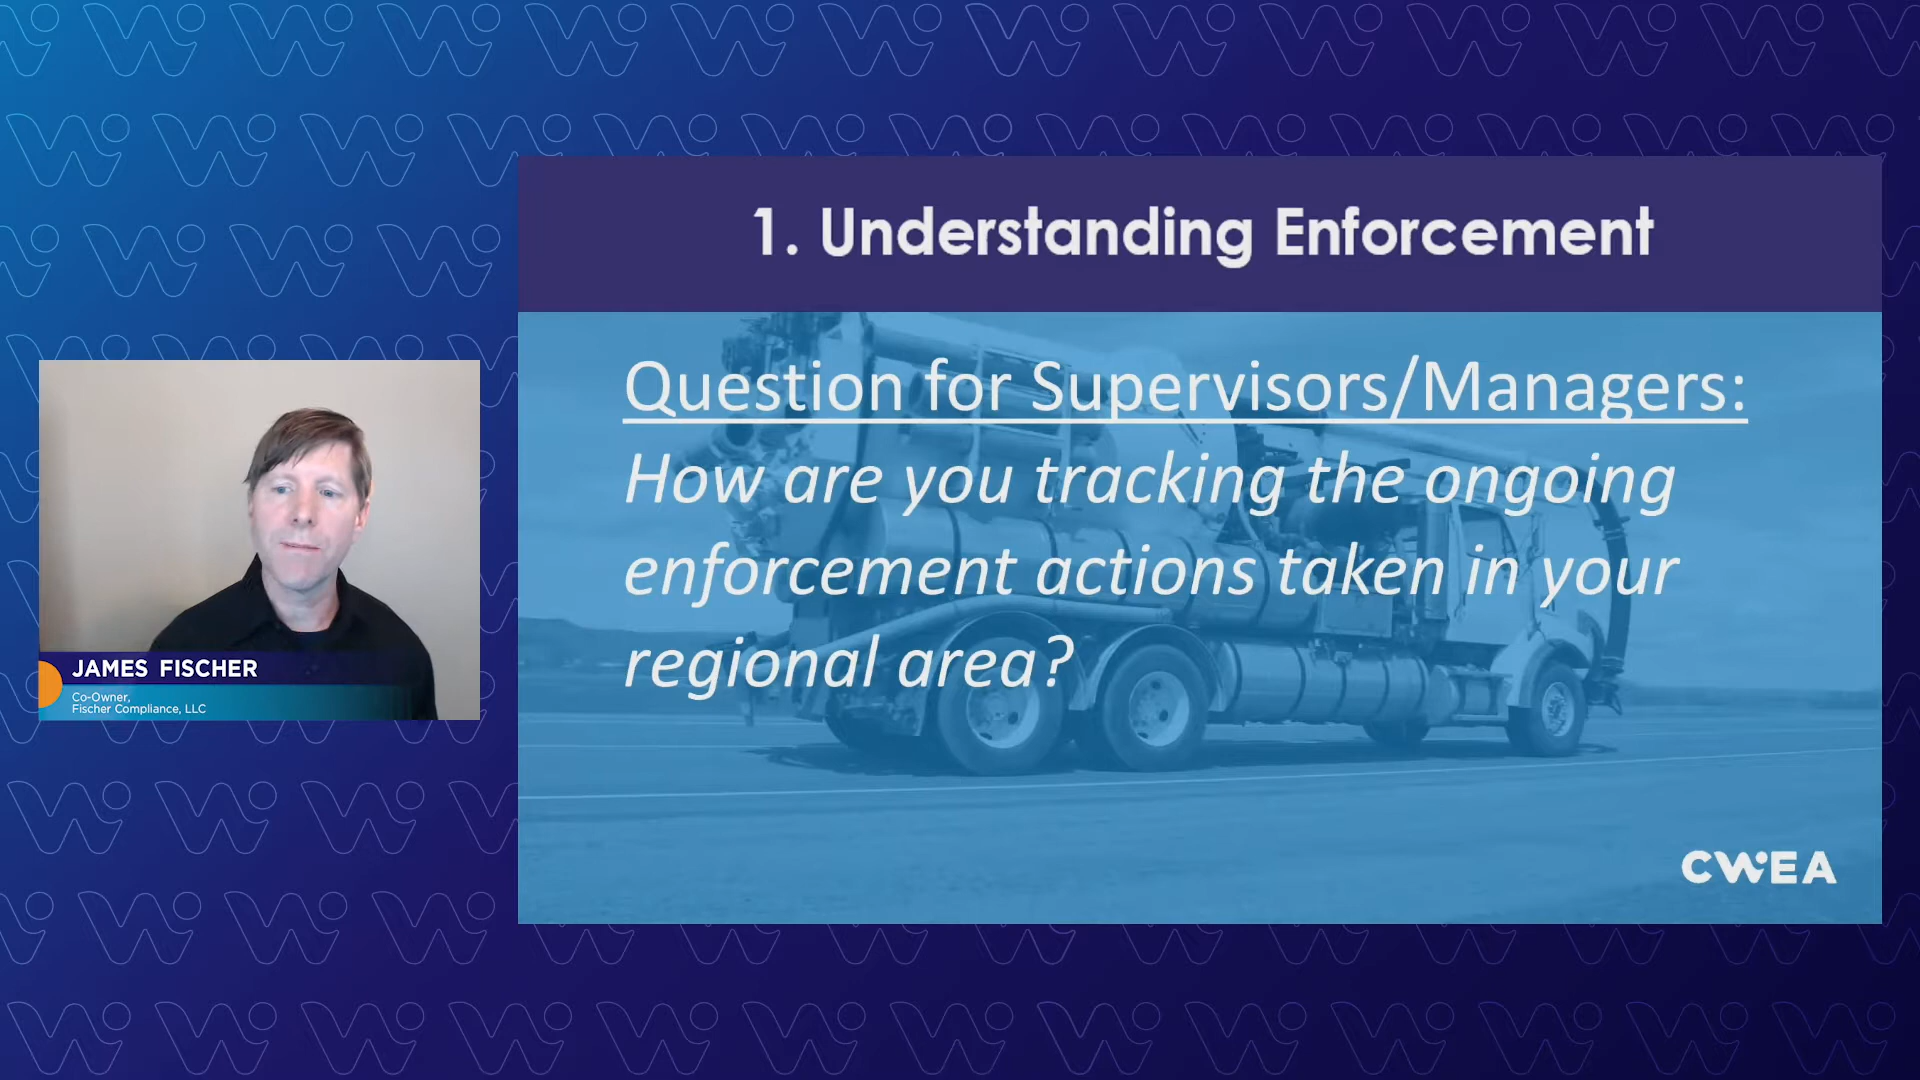 1. Understanding Enforcement
Question for Supervisors/Managers:
How are you tracking the ongoing
enforcement actions taken in your
regional area?
JAMES FISCHER
Co-Owner,
Fischer Compliance, LLC
CWEA